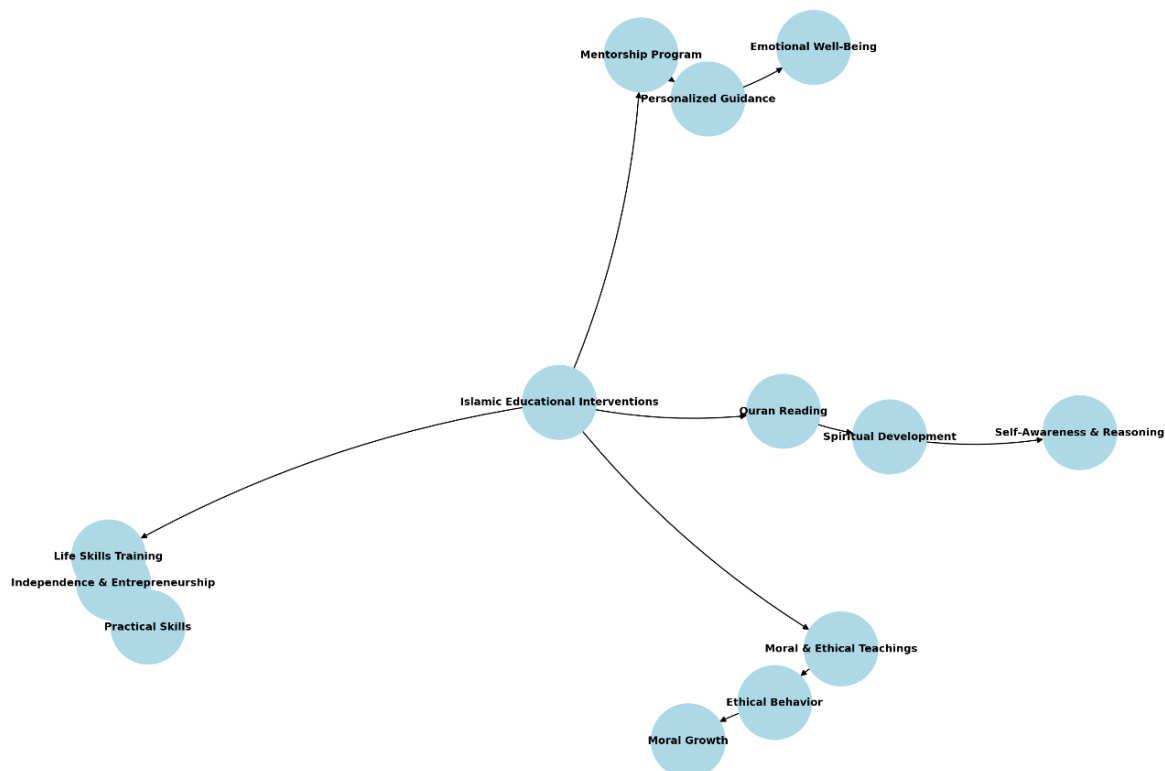 Emotional Well-Being
Mentorship Program
Personalized Guidance
Islamic Educational Interventions
Quran Reading
Spiritual Development
Self-Awareness & Reasoning
Life Skills Training
Independence & Entrepreneurship
Practical Skills
Moral & Ethical Teachings
Ethical Behavior
Moral Growth